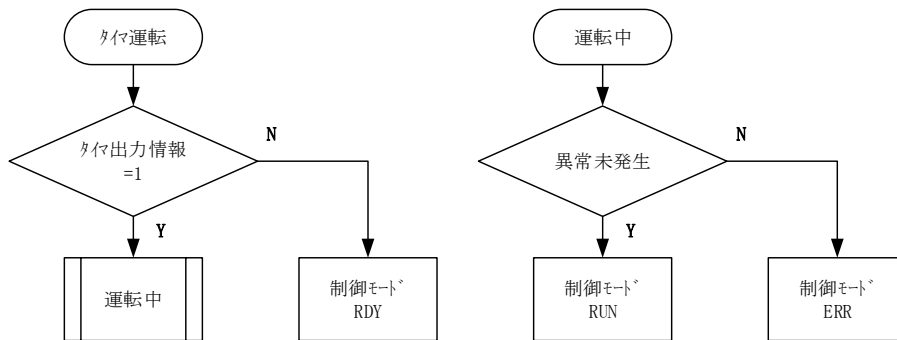 ﾀｲﾏ運転
運転中
ﾀｲﾏ出力情報
=1
N
異常未発生
N
Y
Y
運転中
制御ﾓｰﾄﾞ
RDY
制御ﾓｰﾄﾞ
RUN
制御ﾓｰﾄﾞ
ERR